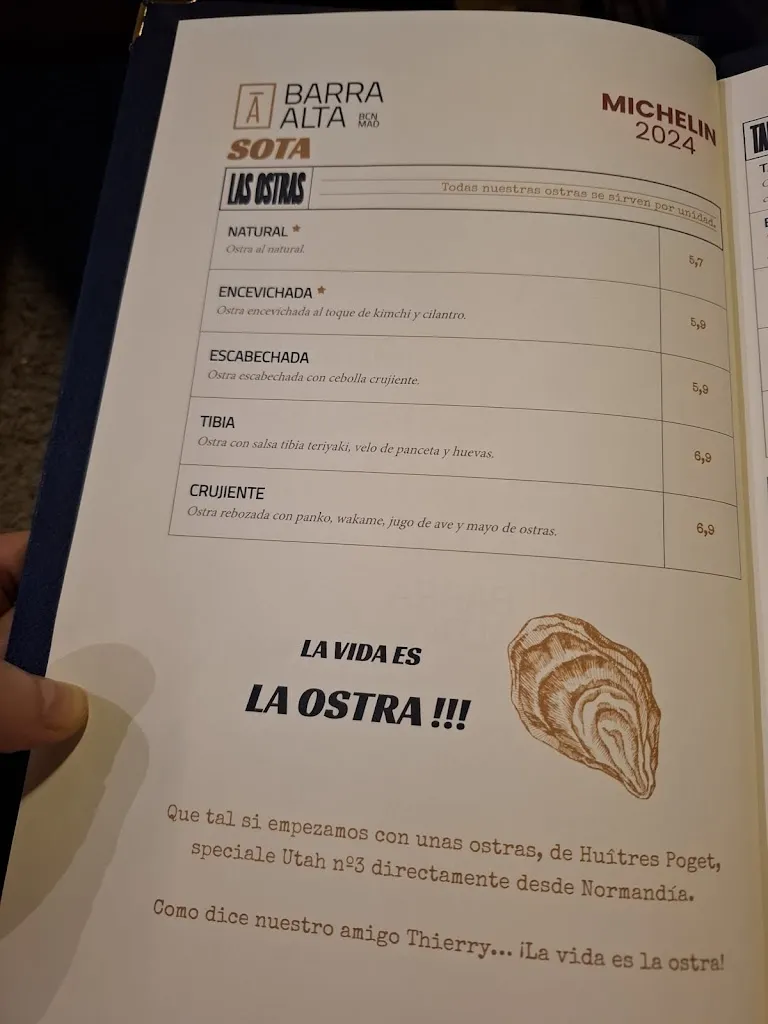 Ā BARRA
ALTA BCN
MAD
SOTA
MICHELIN
2024
LAS OSTRAS
Todas nuestras ostras se sirven por unidad.
NATURAL *
Ostra al natural.
5,7
ENCEVICHADA *
Ostra encevichada al toque de kimchi y cilantro.
5,9
ESCABECHADA
Ostra escabechada con cebolla crujiente.
5,9
TIBIA
Ostra con salsa tibia teriyaki, velo de panceta y huevas.
6,9
CRUJIENTE
Ostra rebozada con panko, wakame, jugo de ave y mayo de ostras.
6,9
LA VIDA ES
LA OSTRA !!!
Que tal si empezamos con unas ostras, de Huîtres Poget,
speciale Utah nº3 directamente desde Normandía.
Como dice nuestro amigo Thierry... ¡La vida es la ostra!